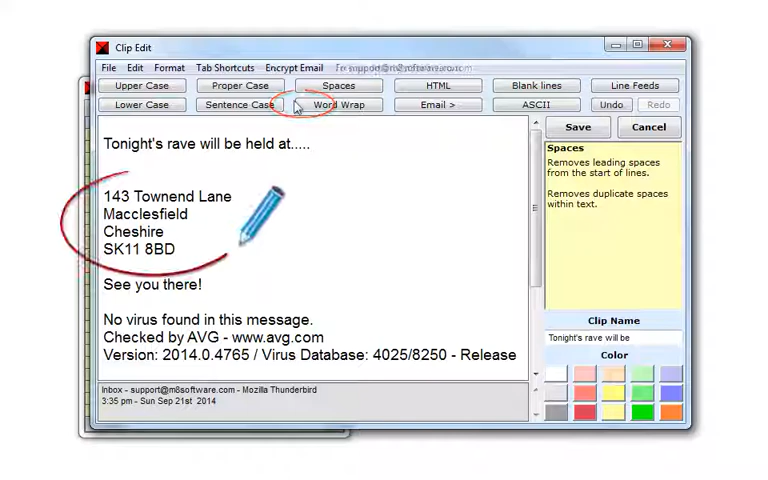 Clip Edit
File Edit Format Tab Shortcuts Encrypt Email support@m8software.com
Upper Case Proper Case Spaces HTML Blank lines Line Feeds
Lower Case Sentence Case Word Wrap Email > ASCII Undo Redo
Tonight's rave will be held at.....
143 Townend Lane
Macclesfield
Cheshire
SK11 8BD
See you there!
No virus found in this message.
Checked by AVG - www.avg.com
Version: 2014.0.4765 / Virus Database: 4025/8250 - Release
Save Cancel
Spaces
Removes leading spaces
from the start of lines.
Removes duplicate spaces
within text.
Clip Name
Tonight's rave will be
Color
Inbox - support@m8software.com - Mozilla Thunderbird
3:35 pm - Sun Sep 21st 2014